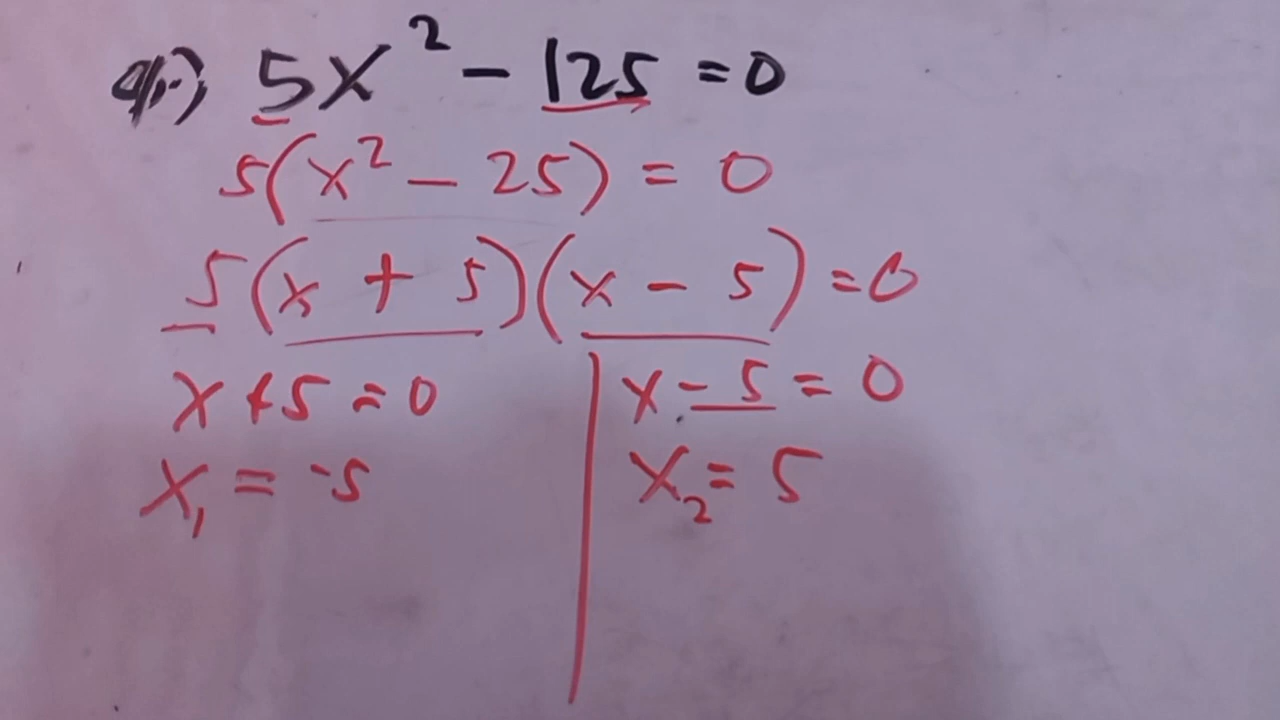 5x² - 125 = 0
5(x² - 25) = 0
5(x + 5)(x - 5) = 0
x + 5 = 0
x₁ = -5
x - 5 = 0
x₂ = 5